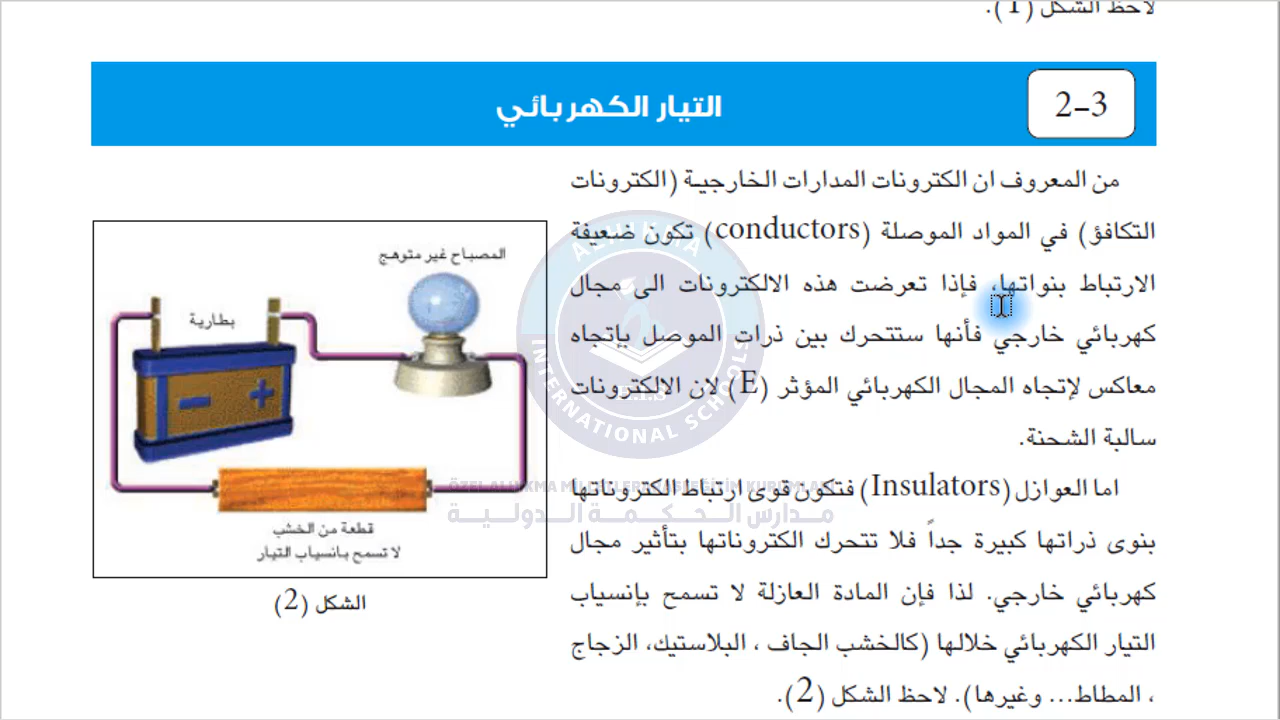 لاحظ الشكل (1).
2-3
التيار الكهربائي
من المعروف ان الكترونات المدارات الخارجية (الكترونات
التكافؤ) في المواد الموصلة (conductors) تكون ضعيفة
الارتباط بنواتها، فإذا تعرضت هذه الالكترونات الى مجال
كهربائي خارجي فأنها ستتحرك بين ذرات الموصل بإتجاه
معاكس لإتجاه المجال الكهربائي المؤثر (E) لان الالكترونات
سالبة الشحنة.
اما العوازل (Insulators) فتكون قوى ارتباط الكتروناتها
بنوى ذراتها كبيرة جداً فلا تتحرك الكتروناتها بتأثير مجال
كهربائي خارجي. لذا فإن المادة العازلة لا تسمح بإنسياب
التيار الكهربائي خلالها (كالخشب الجاف ، البلاستيك، الزجاج
، المطاط... وغيرها). لاحظ الشكل (2).
المصباح غير متوهج
بطارية
- +
قطعة من الخشب
لا تسمح بانسياب التيار
الشكل (2)
ALHIKMA
INTERNATIONAL SCHOOLS
مدارس الحكمة الدولية